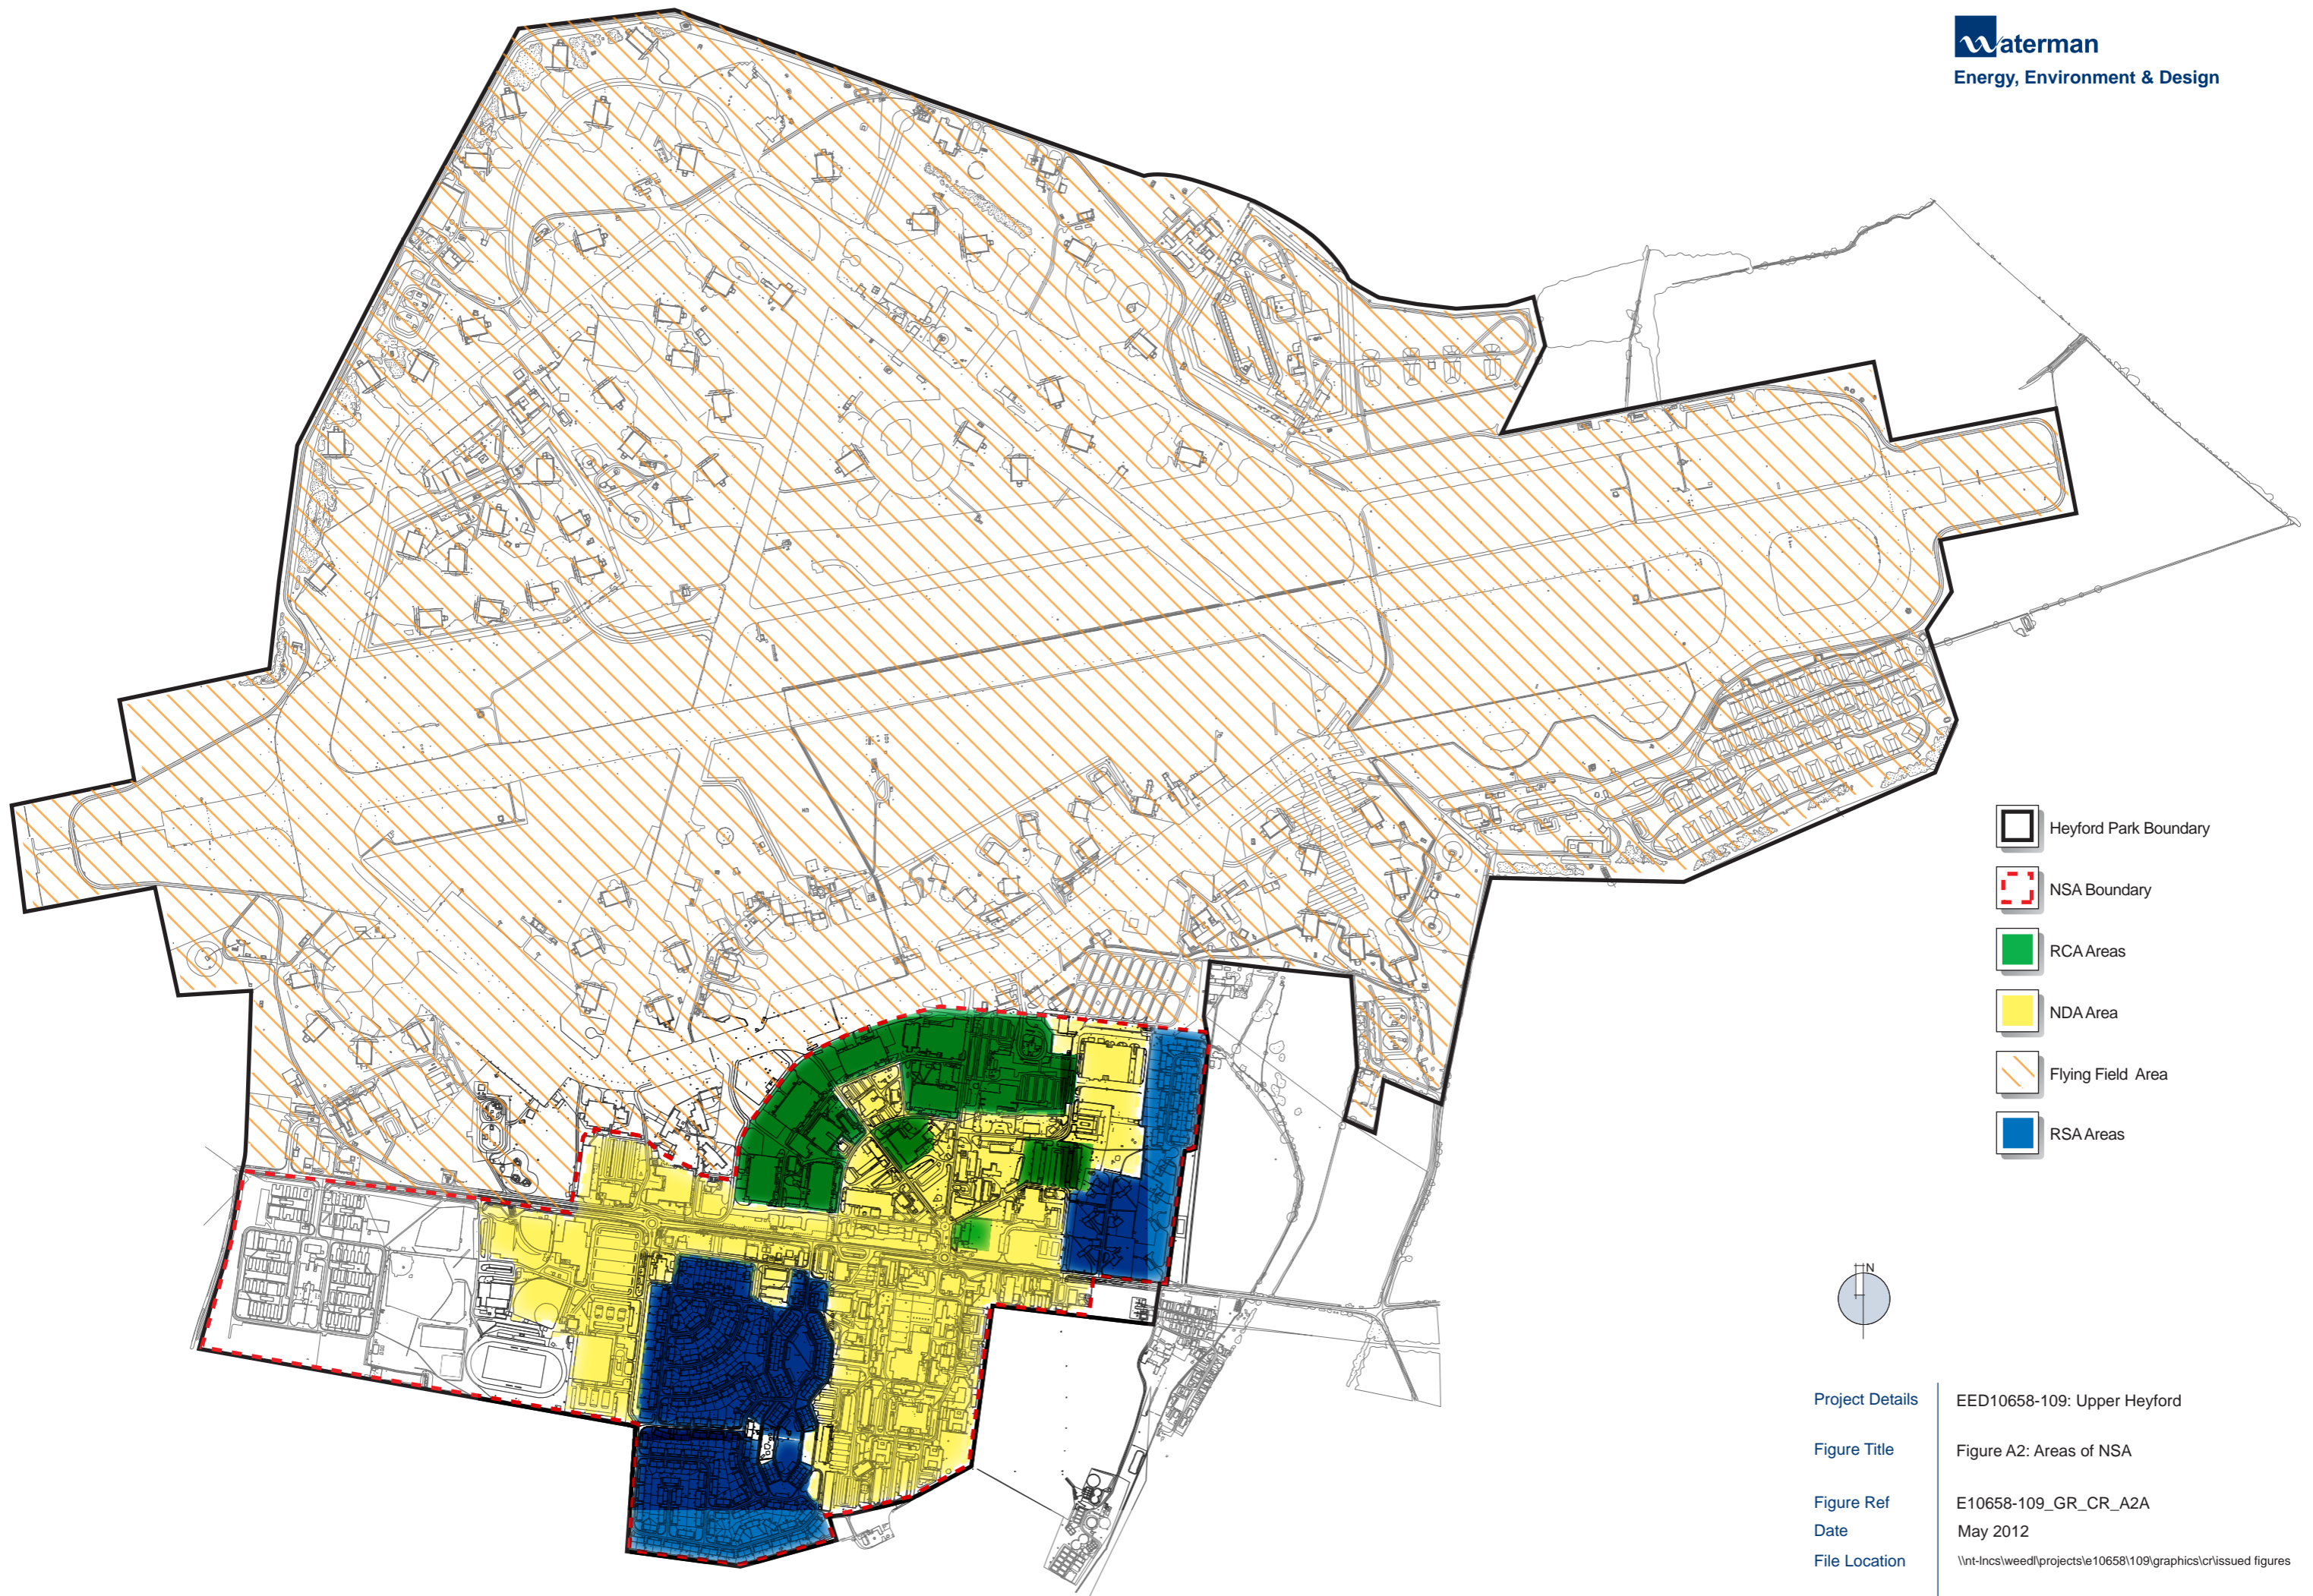 Waterman
Energy, Environment & Design
Heyford Park Boundary
NSA Boundary
RCA Areas
NDA Area
Flying Field Area
RSA Areas
N
Project Details EED10658-109: Upper Heyford
Figure Title Figure A2: Areas of NSA
Figure Ref E10658-109_GR_CR_A2A
Date May 2012
File Location \\nt-lncs\weedl\projects\e10658\109\graphics\cr\issued figures